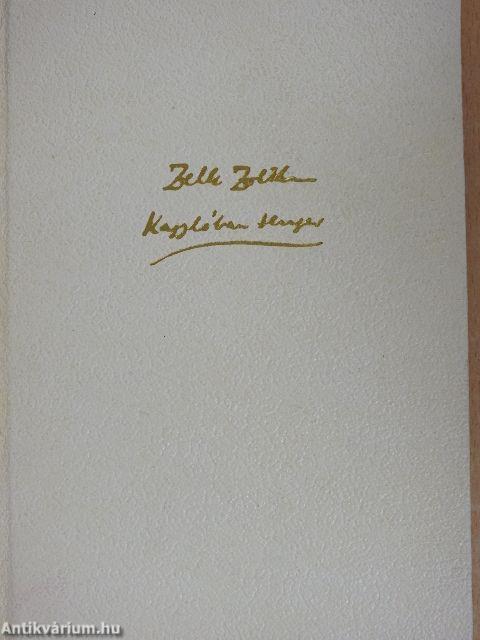 Zelk Zoltán
Kagylóban tenger
Antikvárium.hu